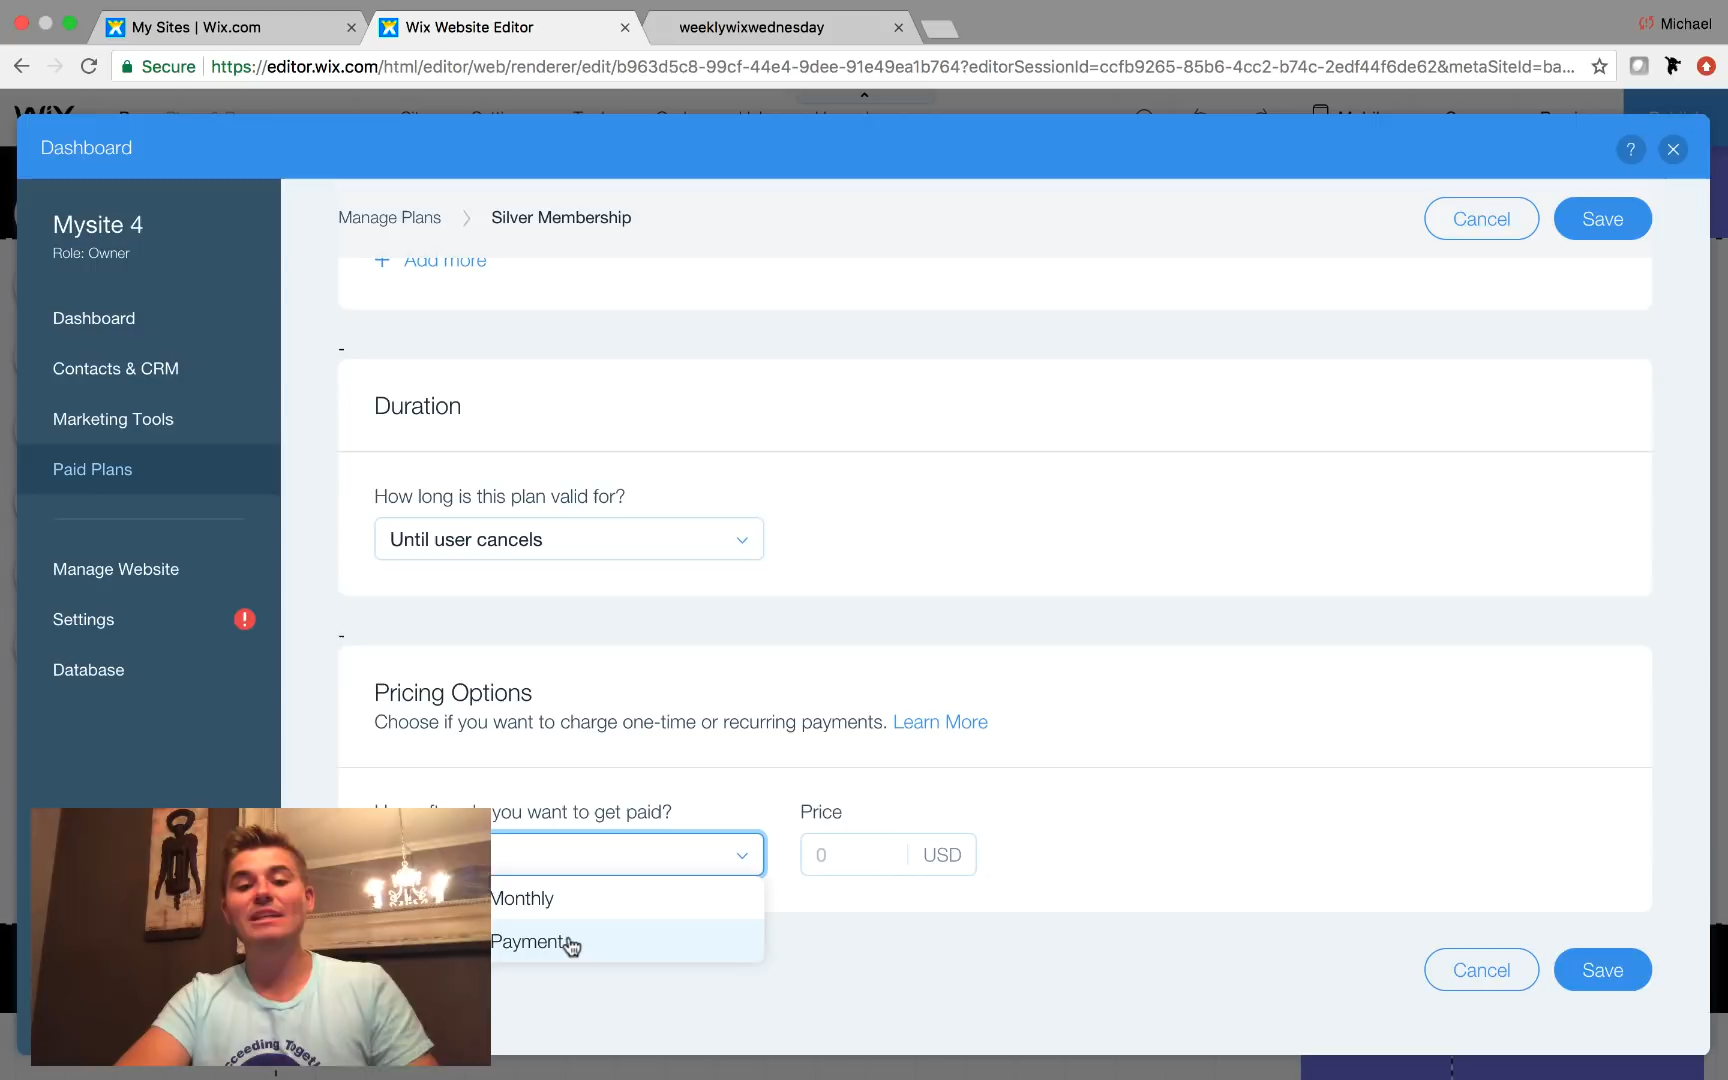 My Sites | Wix.com
Wix Website Editor
weeklywixwednesday
Michael
Secure
https://editor.wix.com/html/editor/web/renderer/edit/b963d5c8-99cf-44e4-9dee-91e49ea1b764?editorSessionId=ccfb9265-85b6-4cc2-b74c-2edf44f6de62&metaSiteId=ba...
WIX
Dashboard
?
Mysite 4
Role: Owner
Dashboard
Contacts & CRM
Marketing Tools
Paid Plans
Manage Website
Settings
!
Database
Manage Plans > Silver Membership
Cancel
Save
+ Add more
-
Duration
How long is this plan valid for?
Until user cancels
-
Pricing Options
Choose if you want to charge one-time or recurring payments. Learn More
you want to get paid?
Price
0 USD
Monthly
Payment
Cancel
Save
ceeding Togeth